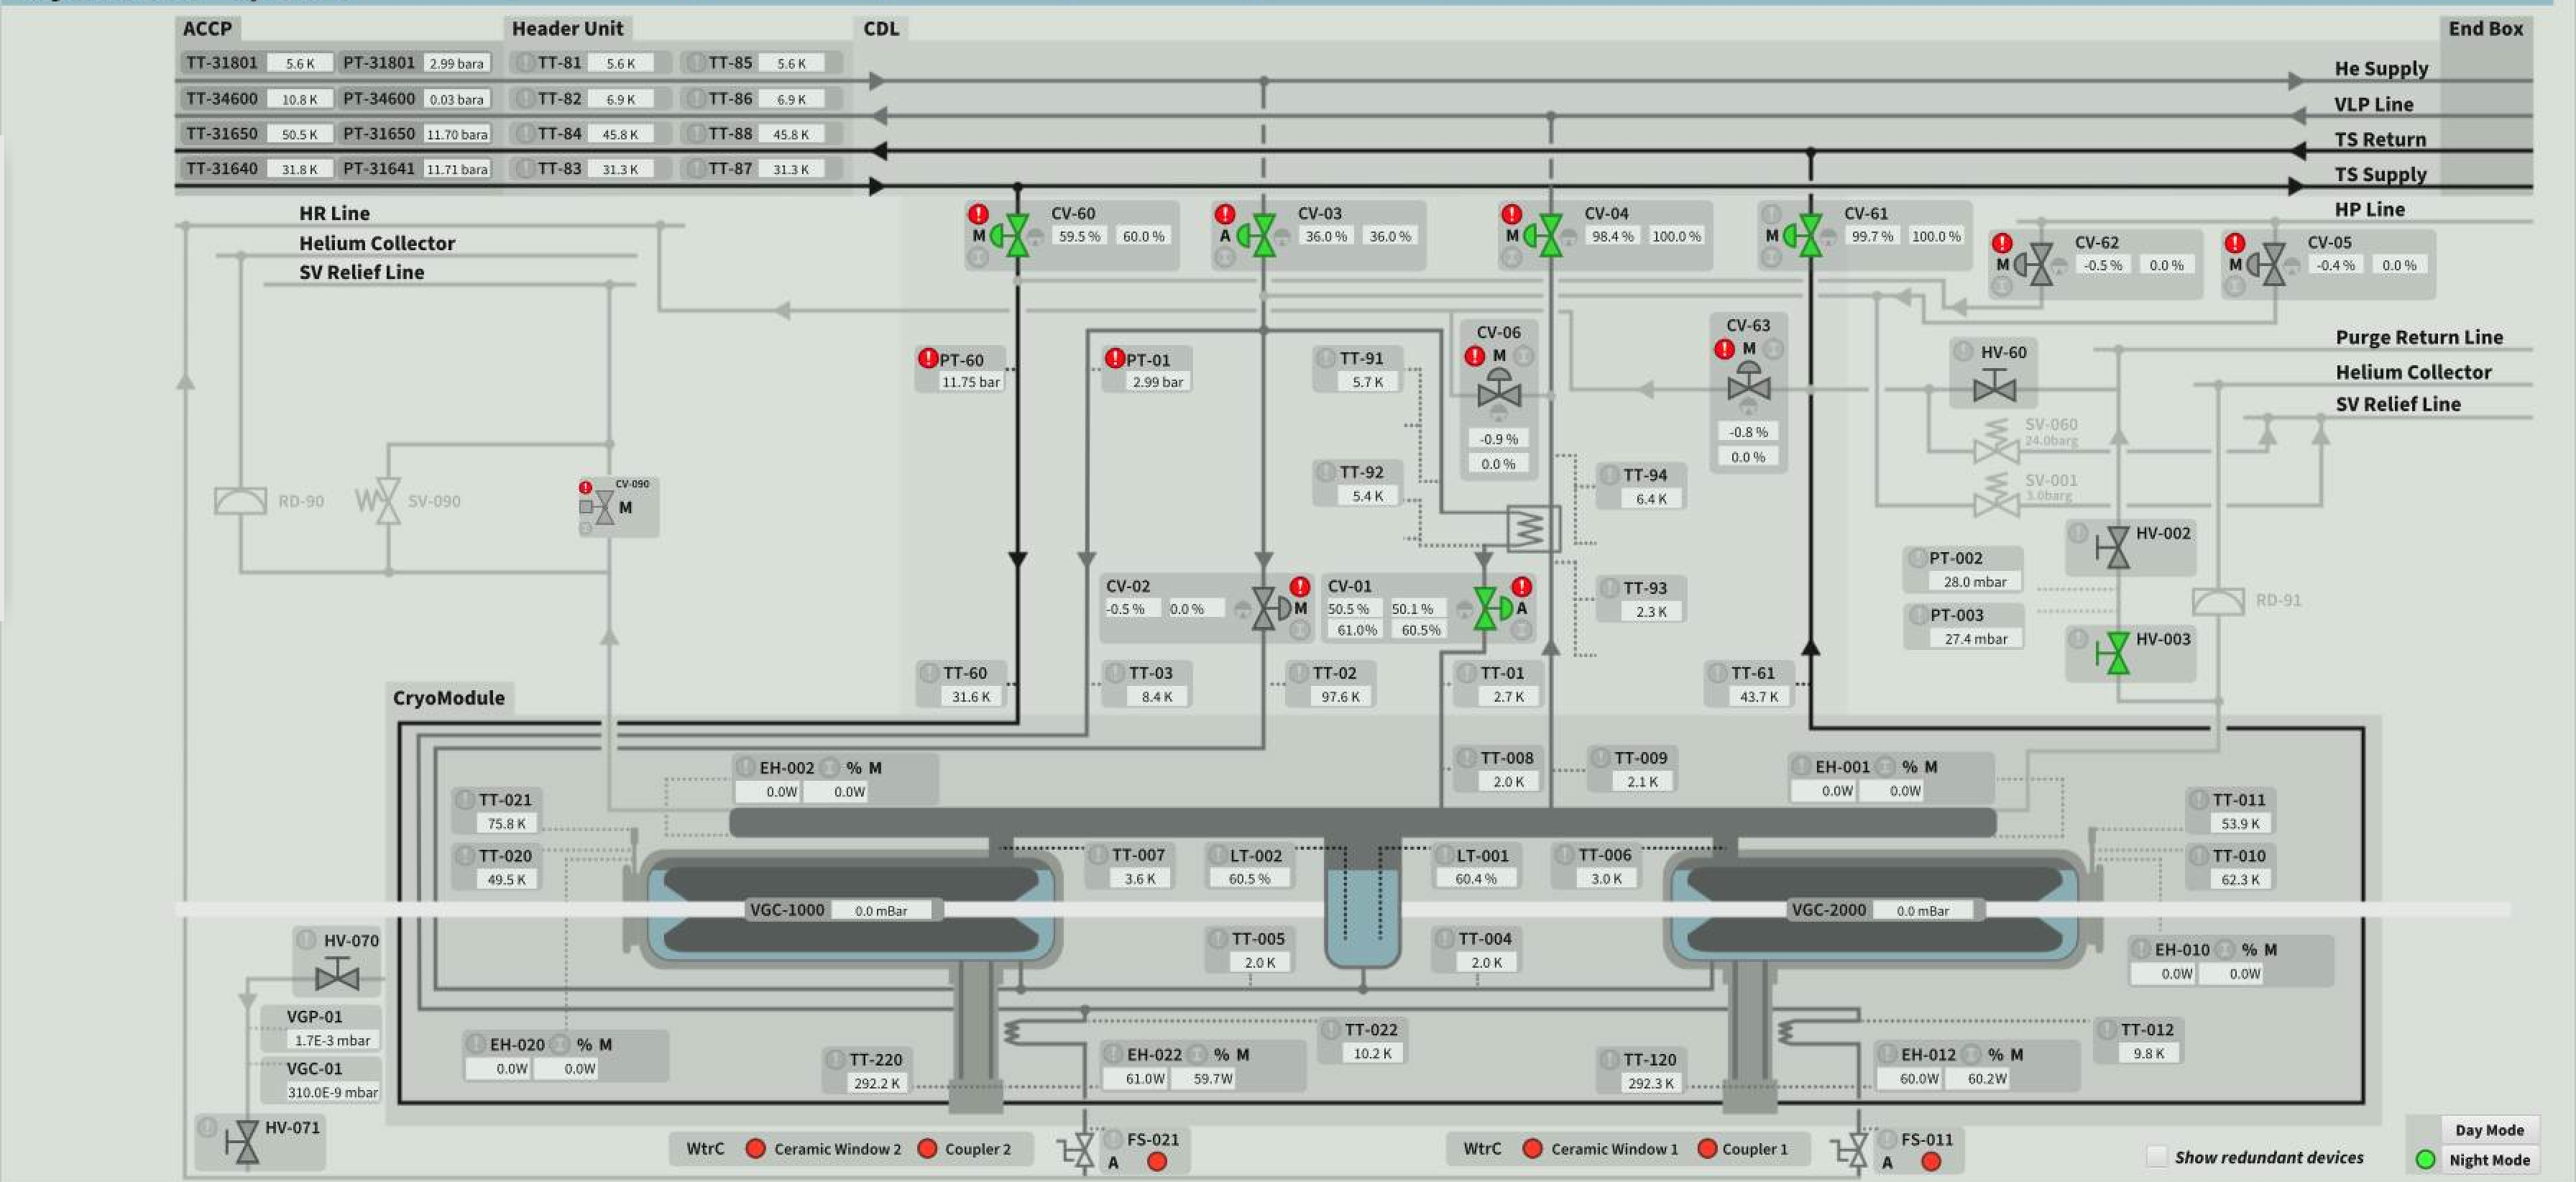 ACCP Header Unit CDL End Box
TT-31801 5.6 K PT-31801 2.99 bara TT-81 5.6 K TT-85 5.6 K
He Supply
TT-34600 10.8 K PT-34600 0.03 bara TT-82 6.9 K TT-86 6.9 K
VLP Line
TT-31650 50.5 K PT-31650 11.70 bara TT-84 45.8 K TT-88 45.8 K
TS Return
TT-31640 31.8 K PT-31641 11.71 bara TT-83 31.3 K TT-87 31.3 K
TS Supply
HR Line
Helium Collector
SV Relief Line
CV-60
M 59.5 % 60.0 %
CV-03
A 36.0 % 36.0 %
CV-04
M 98.4 % 100.0 %
CV-61
M 99.7 % 100.0 %
HP Line
CV-62
M -0.5 % 0.0 %
CV-05
M -0.4 % 0.0 %
PT-60
11.75 bar
PT-01
2.99 bar
TT-91
5.7 K
CV-06
M
-0.9 %
0.0 %
CV-63
M
-0.8 %
0.0 %
HV-60
Purge Return Line
Helium Collector
SV Relief Line
SV-060
24.0barg
SV-001
3.0barg
RD-90
SV-090
CV-090
M
TT-92
5.4 K
TT-94
6.4 K
TT-93
2.3 K
HV-002
PT-002
28.0 mbar
PT-003
27.4 mbar
RD-91
HV-003
CV-02
-0.5 % 0.0 % M
CV-01
50.5 % 50.1 % A
61.0% 60.5%
TT-60
31.6 K
TT-03
8.4 K
TT-02
97.6 K
TT-01
2.7 K
TT-61
43.7 K
CryoModule
EH-002 % M
0.0W 0.0W
TT-008
2.0 K
TT-009
2.1 K
EH-001 % M
0.0W 0.0W
TT-021
75.8 K
TT-011
53.9 K
TT-020
49.5 K
TT-007
3.6 K
LT-002
60.5 %
LT-001
60.4 %
TT-006
3.0 K
TT-010
62.3 K
VGC-1000 0.0 mBar
VGC-2000 0.0 mBar
HV-070
TT-005
2.0 K
TT-004
2.0 K
EH-010 % M
0.0W 0.0W
VGP-01
1.7E-3 mbar
VGC-01
310.0E-9 mbar
EH-020 % M
0.0W 0.0W
TT-220
292.2 K
EH-022 % M
61.0W 59.7W
TT-022
10.2 K
TT-120
292.3 K
EH-012 % M
60.0W 60.2W
TT-012
9.8 K
HV-071
WtrC Ceramic Window 2 Coupler 2
FS-021
A
WtrC Ceramic Window 1 Coupler 1
FS-011
A
Show redundant devices
Day Mode
Night Mode